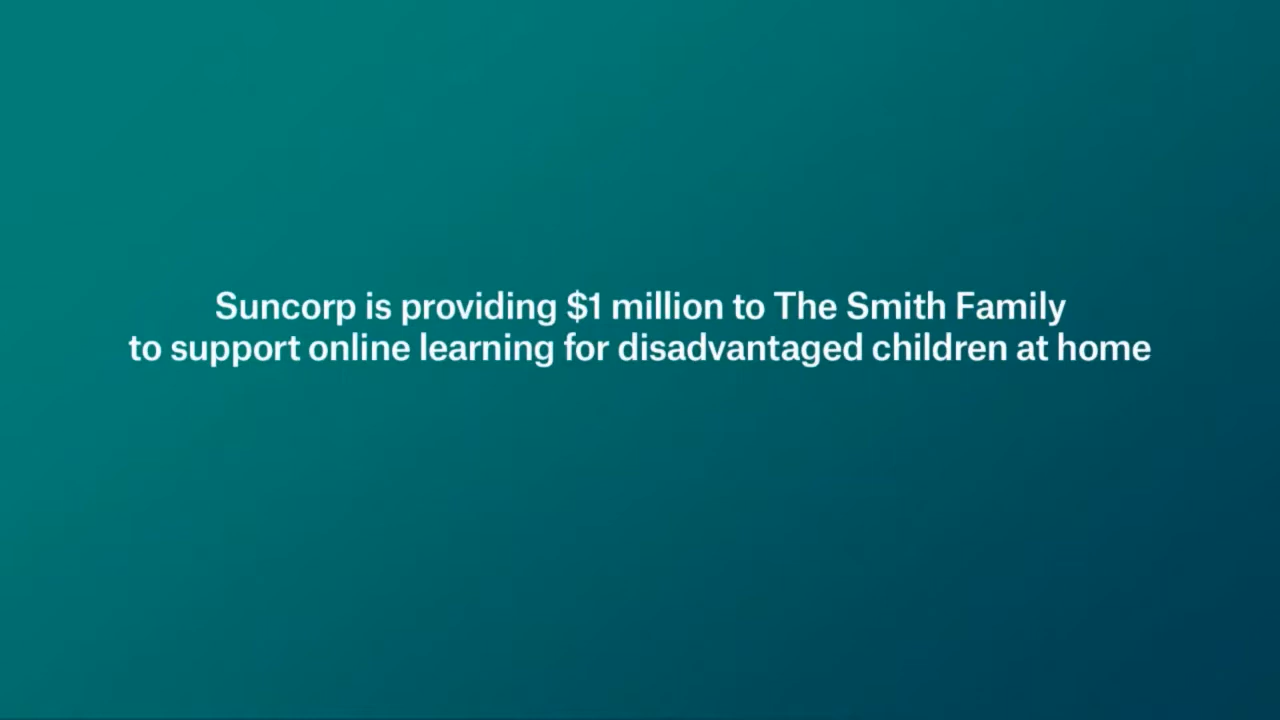 Suncorp is providing $1 million to The Smith Family
to support online learning for disadvantaged children at home